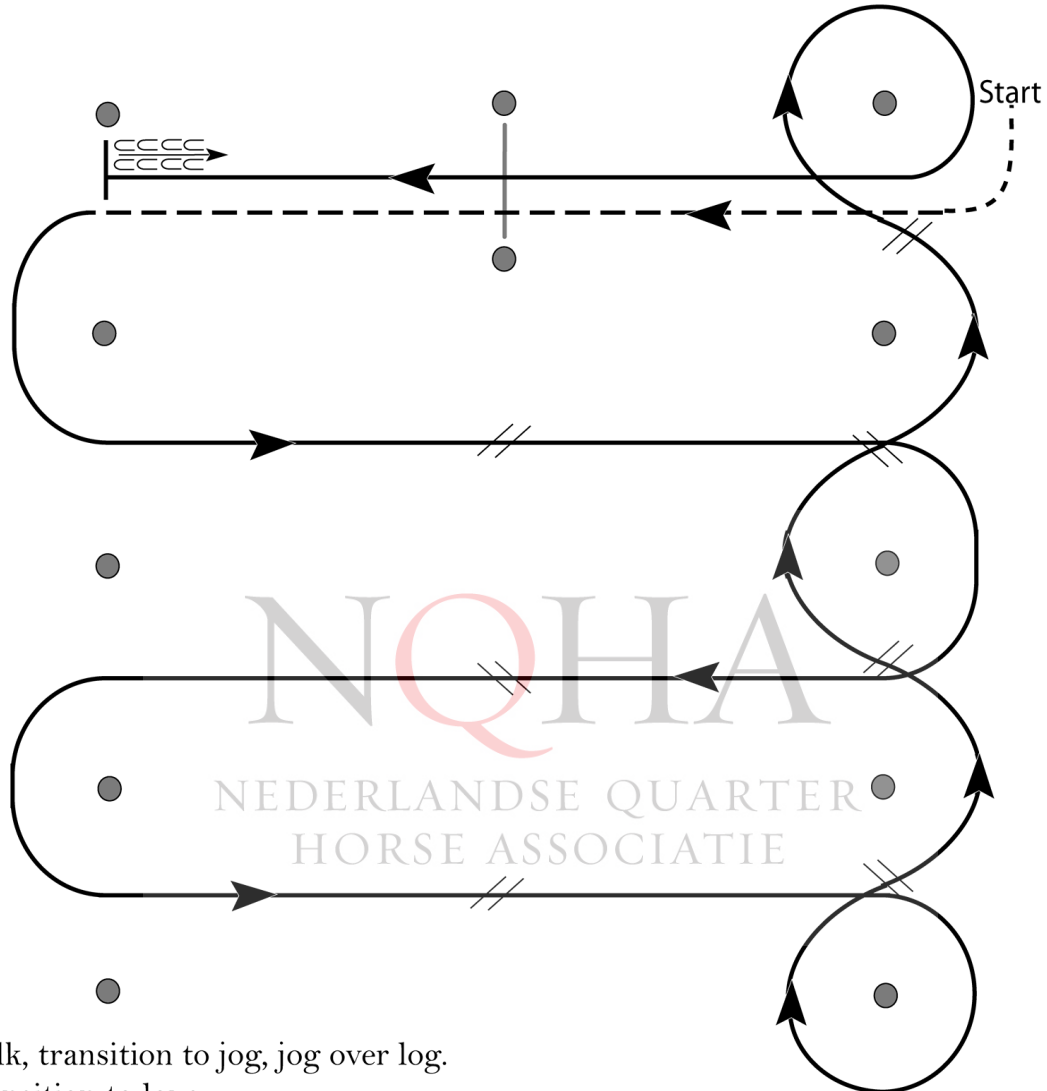 Start
NQHA
NEDERLANDSE QUARTER
HORSE ASSOCIATIE
lk, transition to jog, jog over log.